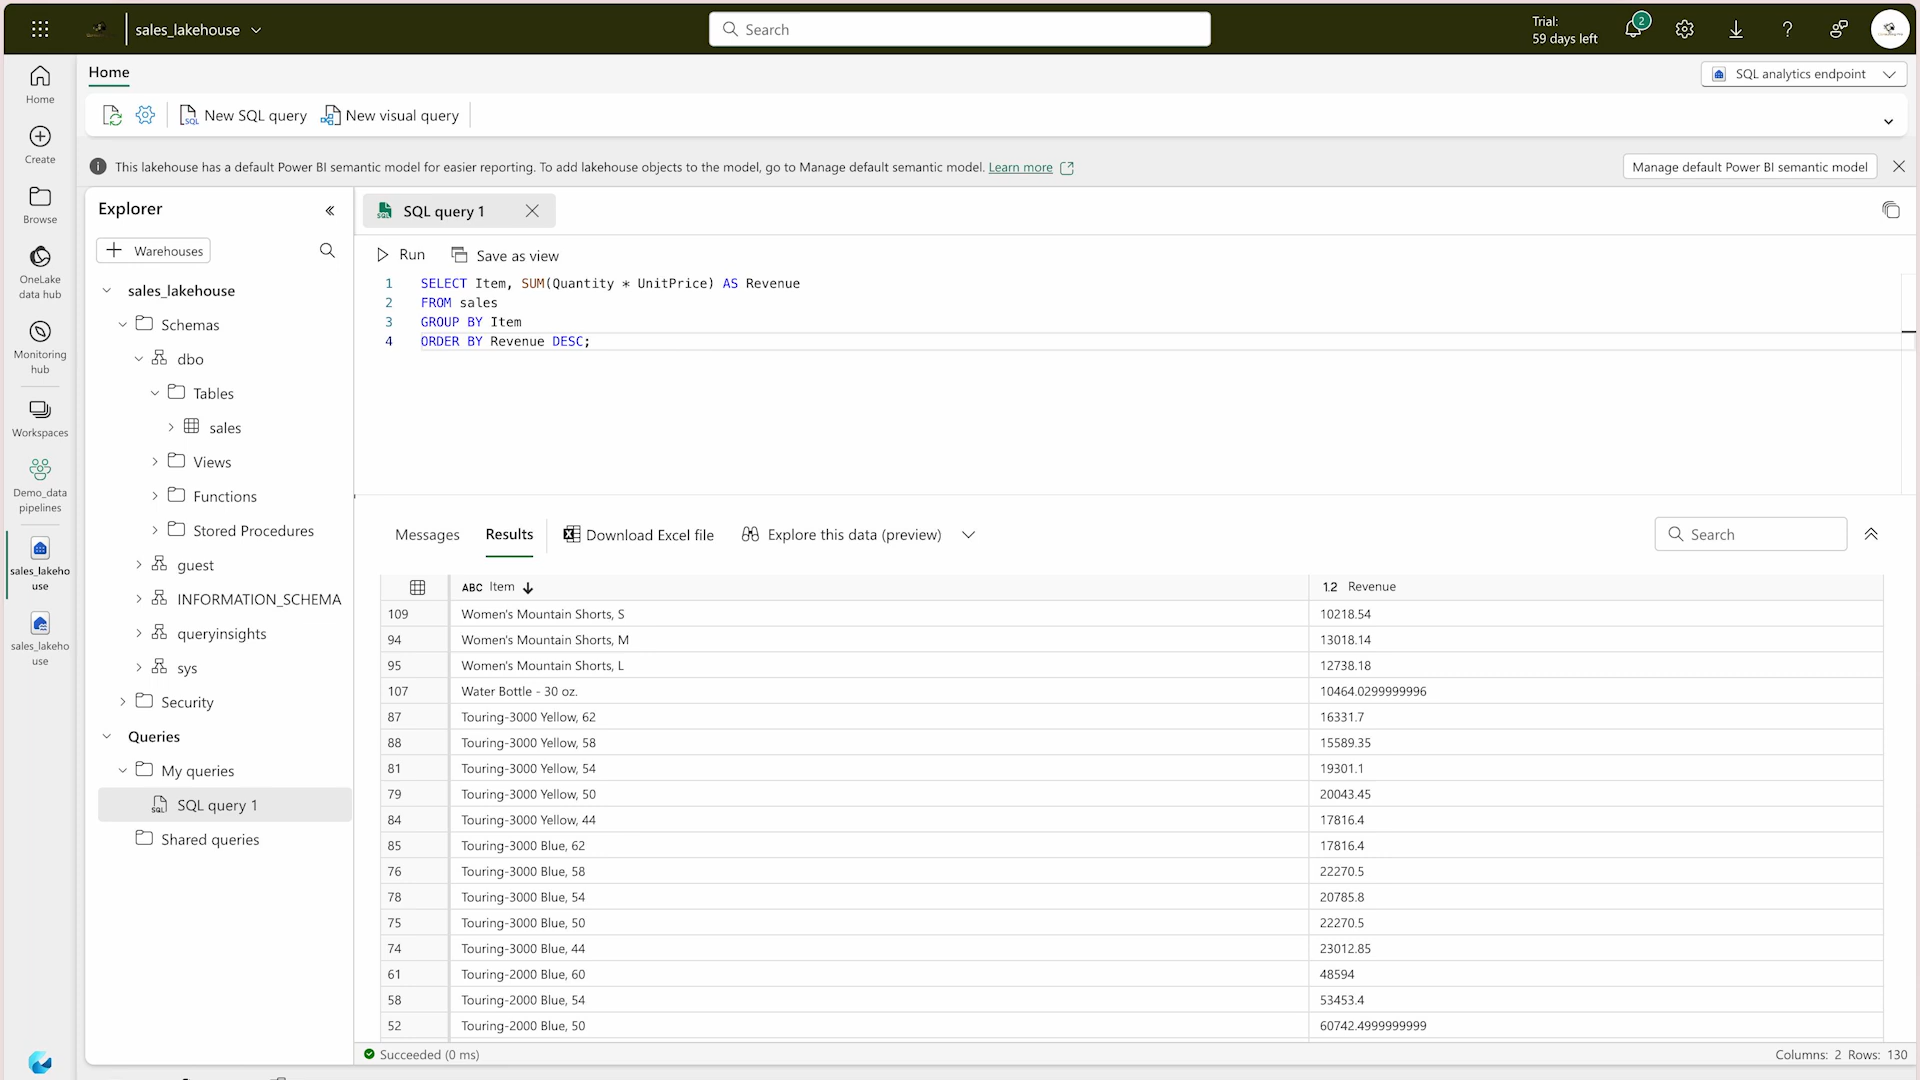 sales_lakehouse
Search
Trial:
59 days left
2
Home
SQL analytics endpoint
New SQL query
New visual query
This lakehouse has a default Power BI semantic model for easier reporting. To add lakehouse objects to the model, go to Manage default semantic model. Learn more
Manage default Power BI semantic model
Home
Create
Browse
OneLake
data hub
Monitoring
hub
Workspaces
Demo_data
pipelines
sales_lakeho
use
sales_lakeho
use
Explorer
Warehouses
sales_lakehouse
Schemas
dbo
Tables
sales
Views
Functions
Stored Procedures
guest
INFORMATION_SCHEMA
queryinsights
sys
Security
Queries
My queries
SQL query 1
Shared queries
SQL query 1
Run
Save as view
1 SELECT Item, SUM(Quantity * UnitPrice) AS Revenue
2 FROM sales
3 GROUP BY Item
4 ORDER BY Revenue DESC;
Messages
Results
Download Excel file
Explore this data (preview)
Search
ABC Item 1.2 Revenue
109 Women's Mountain Shorts, S 10218.54
94 Women's Mountain Shorts, M 13018.14
95 Women's Mountain Shorts, L 12738.18
107 Water Bottle - 30 oz. 10464.0299999996
87 Touring-3000 Yellow, 62 16331.7
88 Touring-3000 Yellow, 58 15589.35
81 Touring-3000 Yellow, 54 19301.1
79 Touring-3000 Yellow, 50 20043.45
84 Touring-3000 Yellow, 44 17816.4
85 Touring-3000 Blue, 62 17816.4
76 Touring-3000 Blue, 58 22270.5
78 Touring-3000 Blue, 54 20785.8
75 Touring-3000 Blue, 50 22270.5
74 Touring-3000 Blue, 44 23012.85
61 Touring-2000 Blue, 60 48594
58 Touring-2000 Blue, 54 53453.4
52 Touring-2000 Blue, 50 60742.4999999999
Succeeded (0 ms)
Columns: 2 Rows: 130